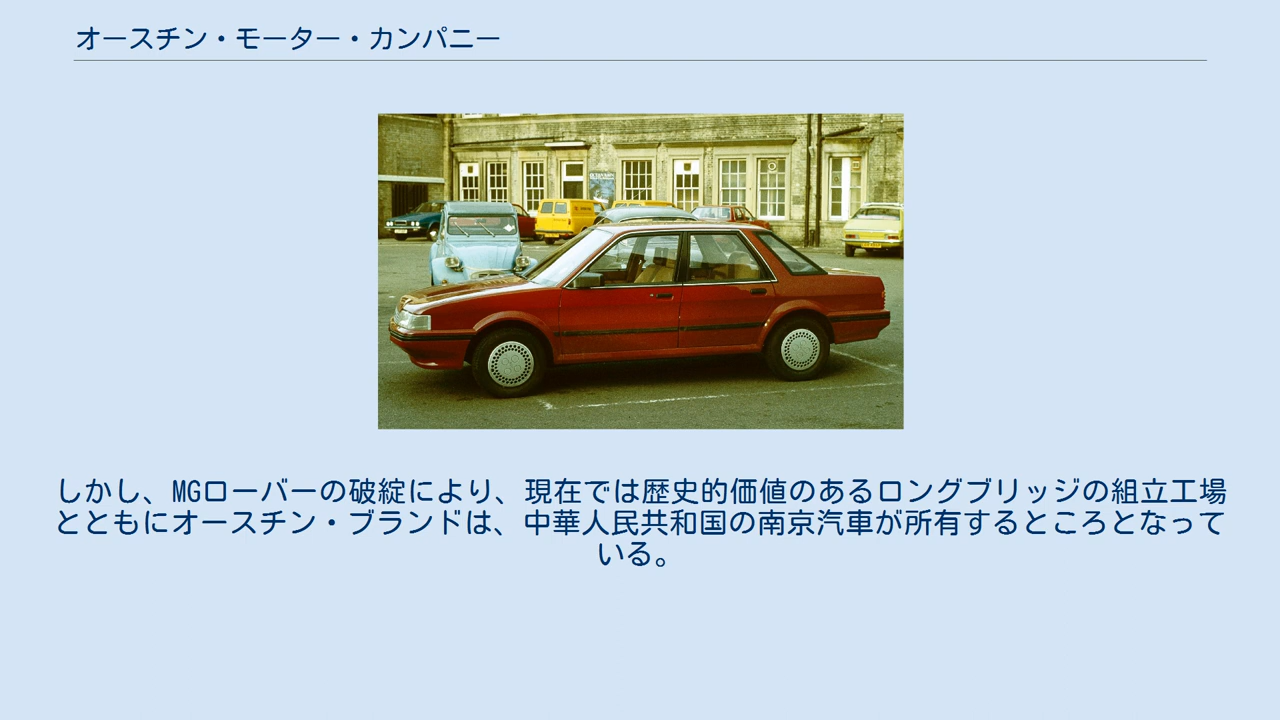 オースチン・モーター・カンパニー
しかし、MGローバーの破綻により、現在では歴史的価値のあるロングブリッジの組立工場
とともにオースチン・ブランドは、中華人民共和国の南京汽車が所有するところとなって
いる。